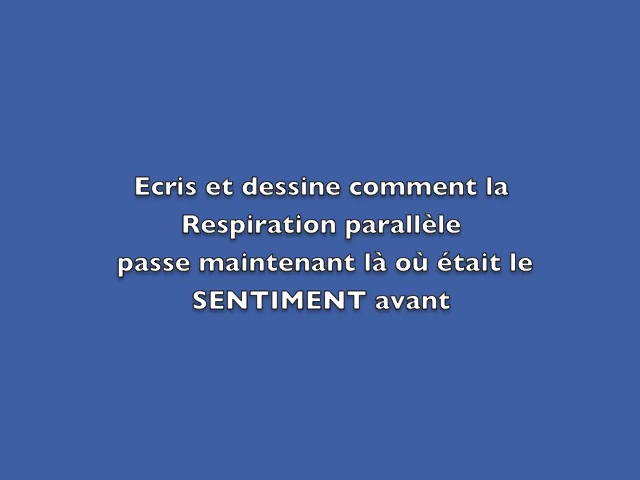 Ecris et dessine comment la
Respiration parallèle
passe maintenant là où était le
SENTIMENT avant